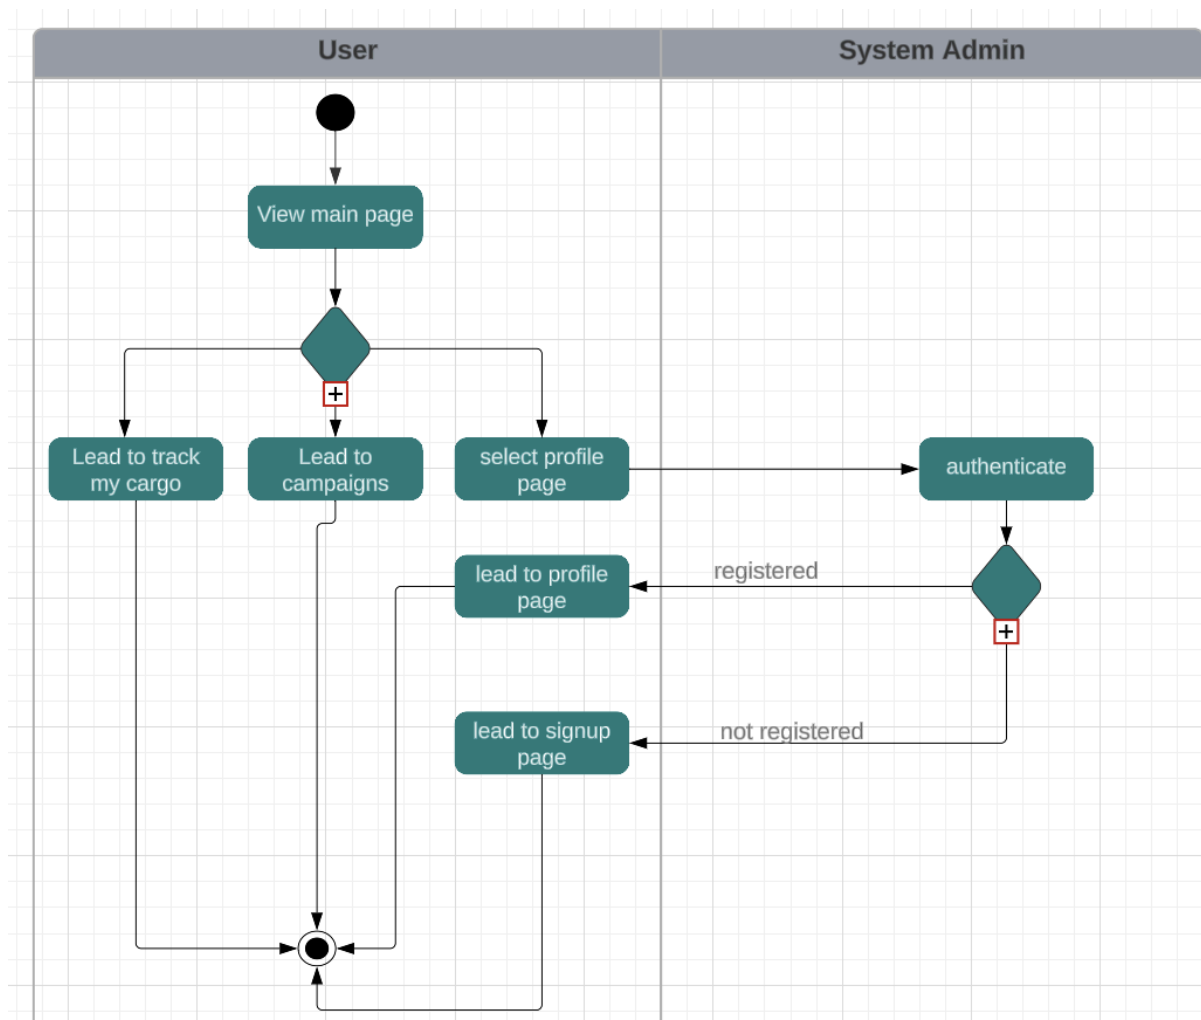 User
System Admin
View main page
Lead to track
my cargo
Lead to
campaigns
select profile
page
authenticate
lead to profile
page
registered
lead to signup
page
not registered